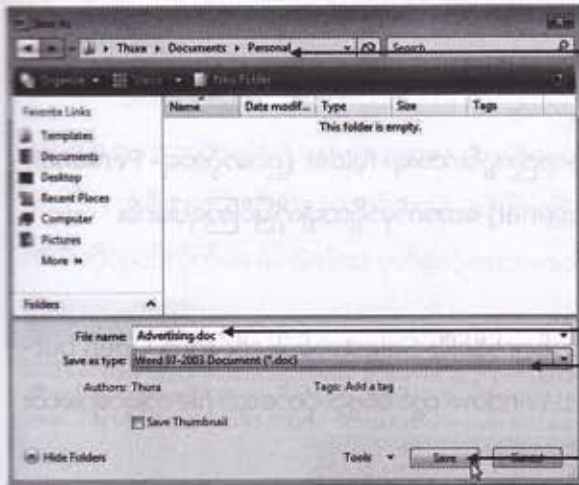 Save As
Thura ▸ Documents ▸ Personal
Search
Organize Views New Folder
Favorite Links
Name Date modif... Type Size Tags
This folder is empty.
Templates
Documents
Desktop
Recent Places
Computer
Pictures
More »
Folders
File name: Advertising.doc
Save as type: Word 97-2003 Document (*.doc)
Authors: Thura Tags: Add a tag
Save Thumbnail
Hide Folders Tools Save Cancel